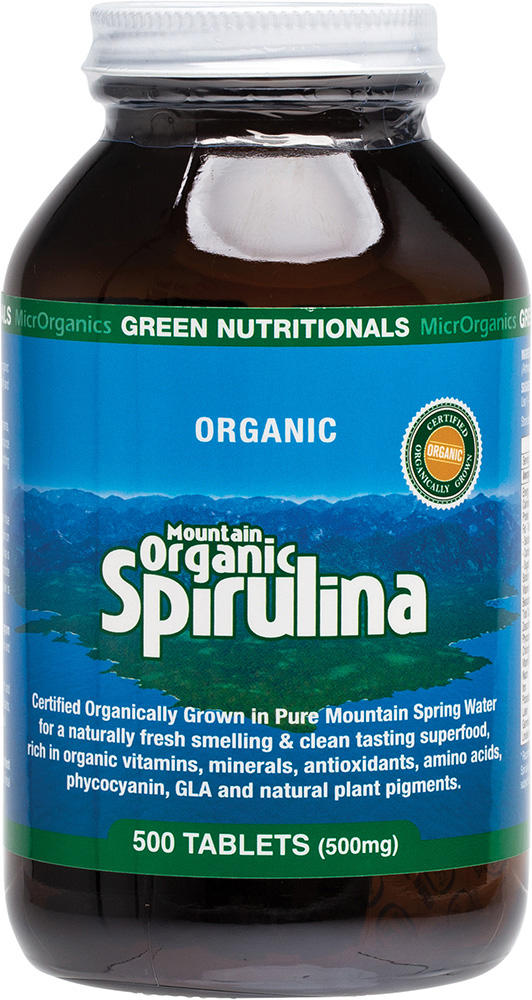 LS MicrOrganics GREEN NUTRITIONALS MicrOrganics GR
ORGANIC
CERTIFIED
ORGANIC
ORGANICALLY GROWN
Mountain
Organic
Spirulina
Certified Organically Grown in Pure Mountain Spring Water
for a naturally fresh smelling & clean tasting superfood,
rich in organic vitamins, minerals, antioxidants, amino acids,
phycocyanin, GLA and natural plant pigments.
500 TABLETS (500mg)